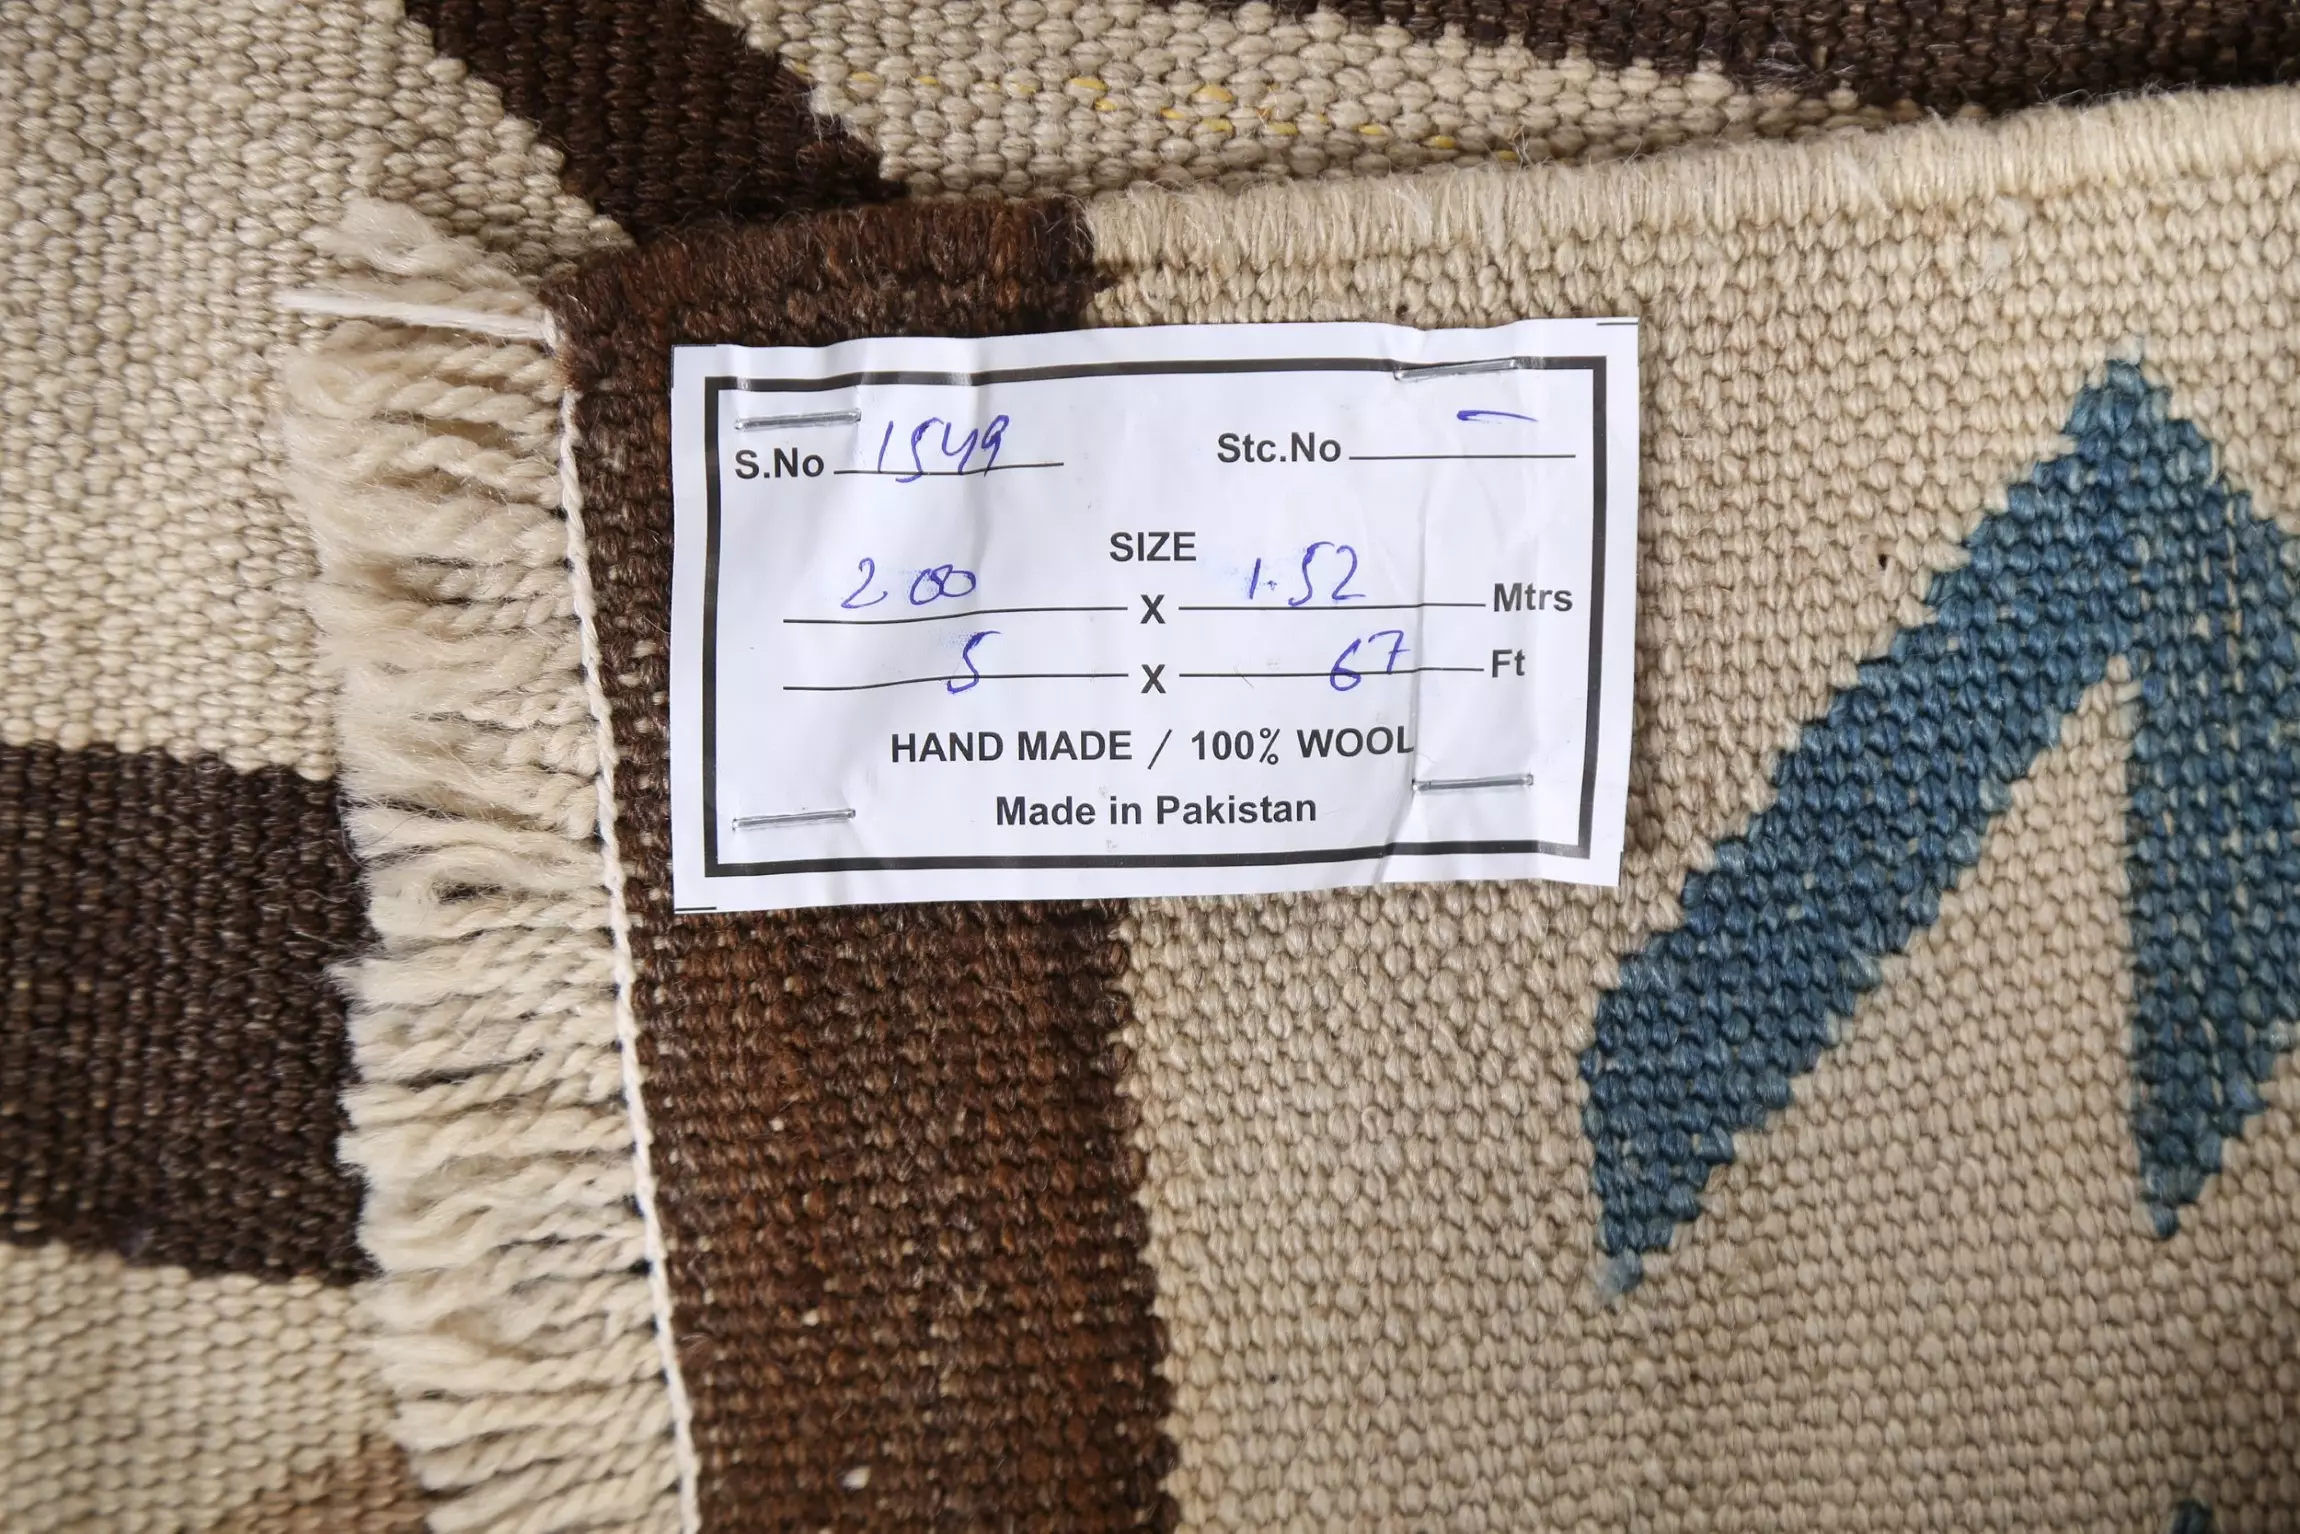 S.No 1549 Stc.No —
SIZE
2 00 X 1.52 Mtrs
5 X 67 Ft
HAND MADE / 100% WOOL
Made in Pakistan